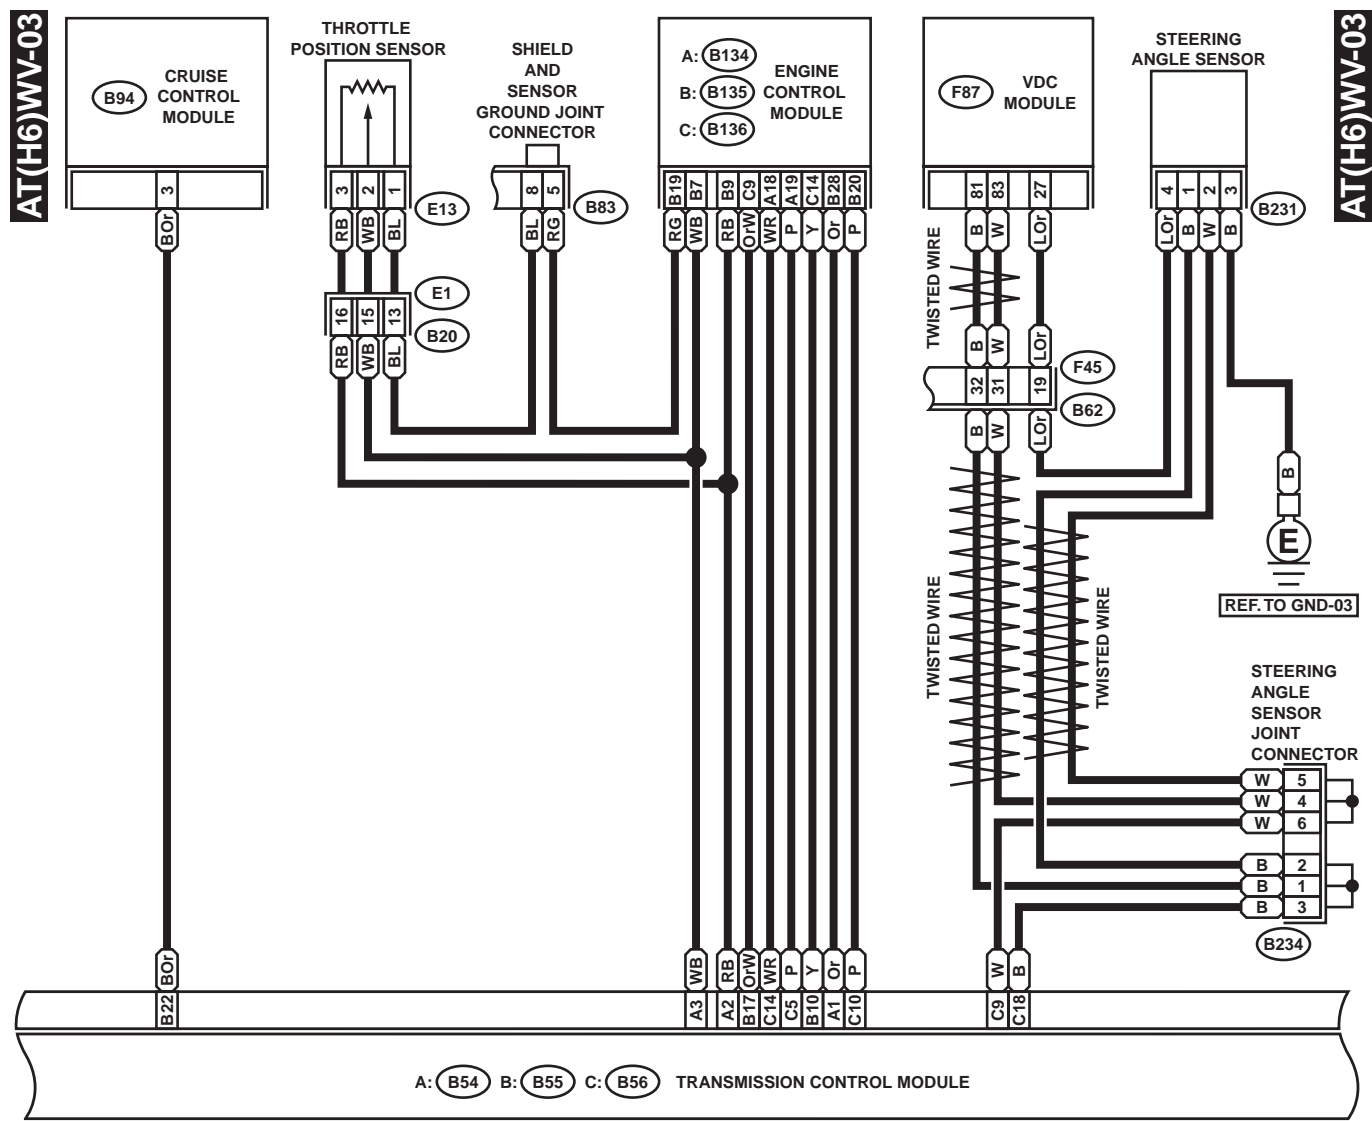 AT(H6)WV-03
AT(H6)WV-03
B94
CRUISE
CONTROL
MODULE
3
BOr
THROTTLE
POSITION SENSOR
3 2 1
E13
RB WB BL
E1
16 15 13
B20
RB WB BL
SHIELD
AND
SENSOR
GROUND JOINT
CONNECTOR
8 5
B83
BL RG
A: B134
B: B135
C: B136
ENGINE
CONTROL
MODULE
B19 B7 B9 C9 A18 A19 C14 B28 B20
RG WB RB OrW WR P Y Or P
F87
VDC
MODULE
81 83 27
B W LOr
TWISTED WIRE
B W LOr
F45
32 31 19
B62
B W LOr
STEERING
ANGLE SENSOR
4 1 2 3
B231
LOr B W B
B
E
REF. TO GND-03
TWISTED WIRE
TWISTED WIRE
STEERING
ANGLE
SENSOR
JOINT
CONNECTOR
W 5
W 4
W 6
B 2
B 1
B 3
B234
BOr WB RB OrW WR P Y Or P W B
B22 A3 A2 B17 C14 C5 B10 A1 C10 C9 C18
A: B54 B: B55 C: B56 TRANSMISSION CONTROL MODULE